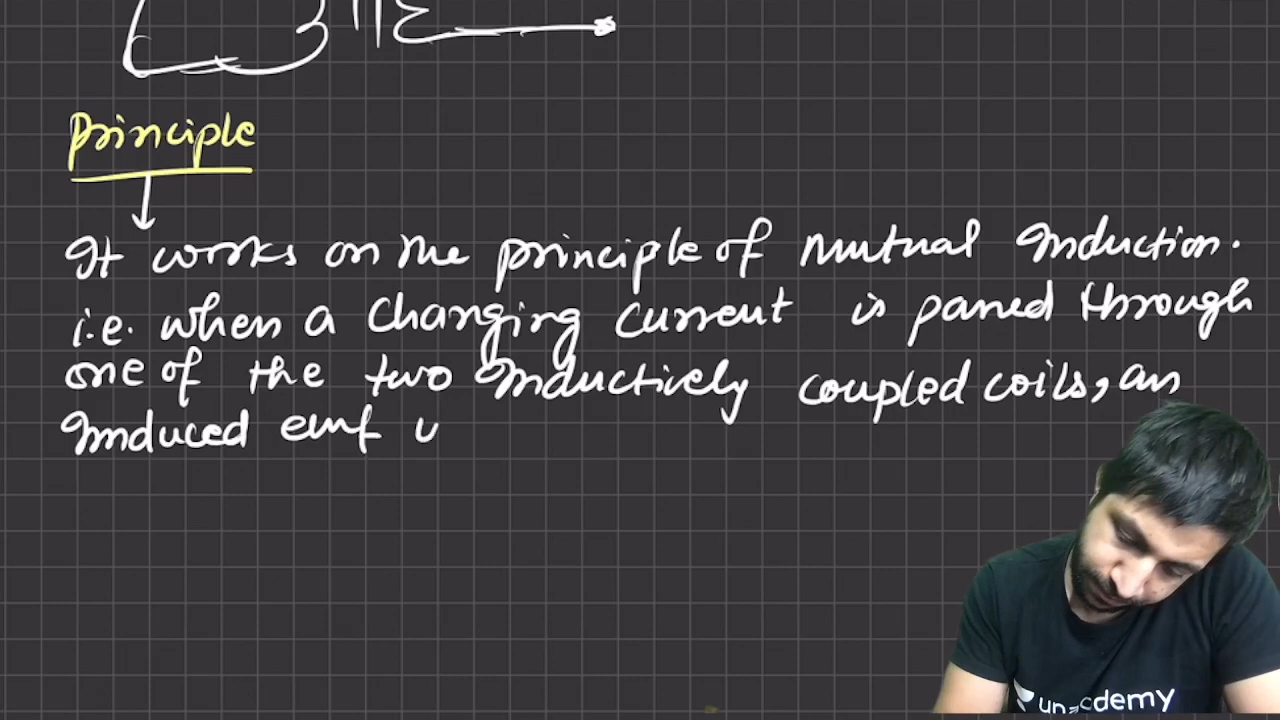 principle
It works on the principle of mutual induction.
i.e. when a changing current is passed through
one of the two inductively coupled coils, an
induced emf
unacademy